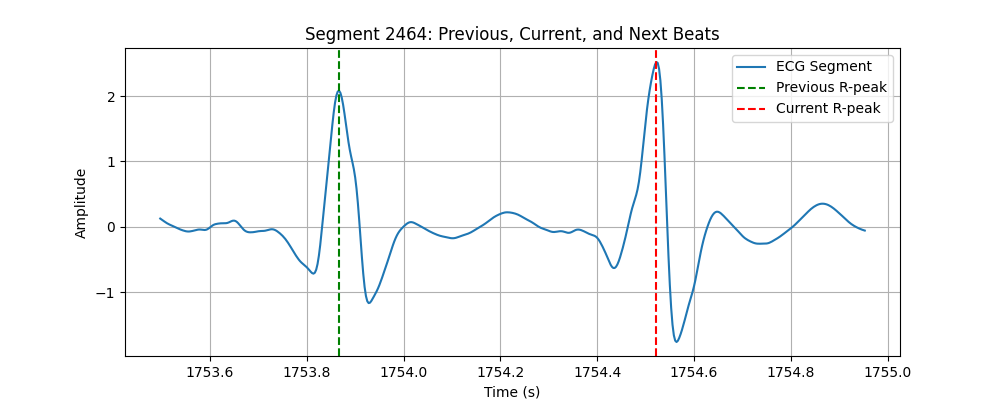 Segment 2464: Previous, Current, and Next Beats
ECG Segment
Previous R-peak
Current R-peak
Amplitude
2
1
0
−1
1753.6 1753.8 1754.0 1754.2 1754.4 1754.6 1754.8 1755.0
Time (s)